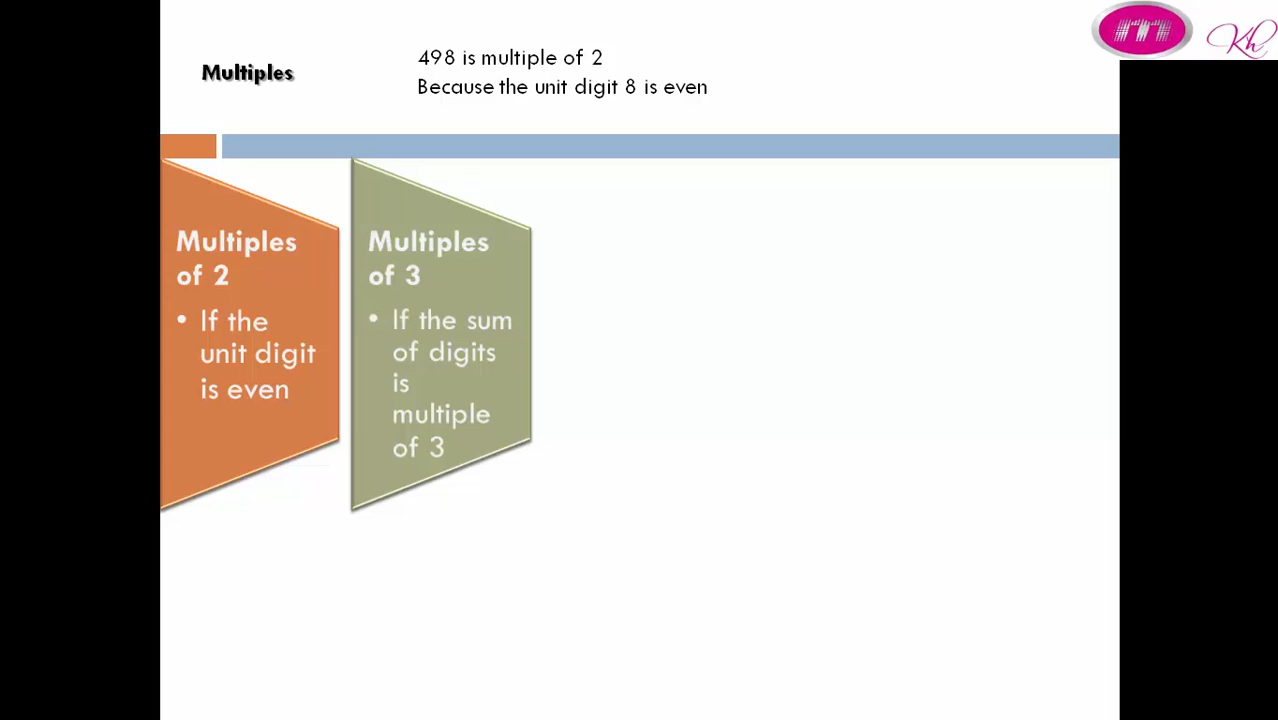 Multiples
498 is multiple of 2
Because the unit digit 8 is even
m
Kh
Multiples
of 2
• If the
unit digit
is even
Multiples
of 3
• If the sum
of digits
is
multiple
of 3